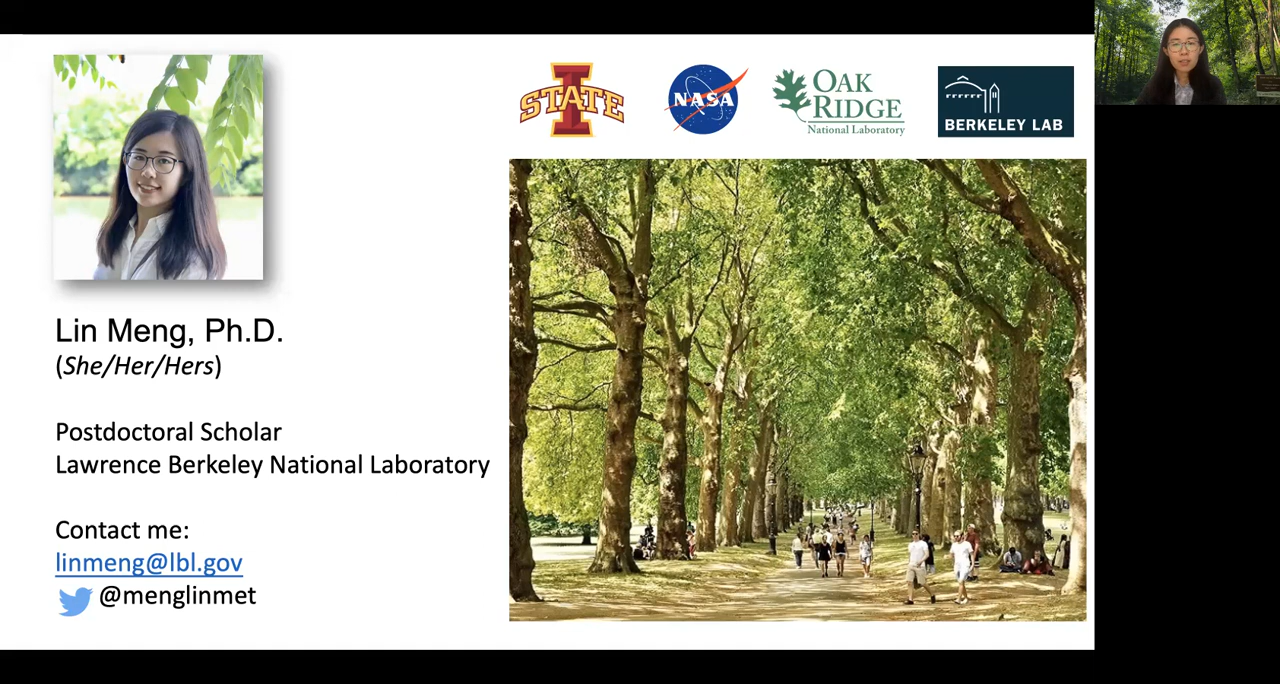 STATE
NASA
OAK
RIDGE
National Laboratory
BERKELEY LAB
Lin Meng, Ph.D.
(She/Her/Hers)
Postdoctoral Scholar
Lawrence Berkeley National Laboratory
Contact me:
linmeng@lbl.gov
@menglinmet